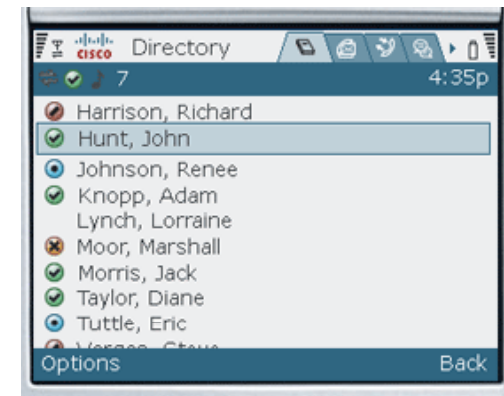 cisco Directory
7 4:35p
Harrison, Richard
Hunt, John
Johnson, Renee
Knopp, Adam
Lynch, Lorraine
Moor, Marshall
Morris, Jack
Taylor, Diane
Tuttle, Eric
Options Back